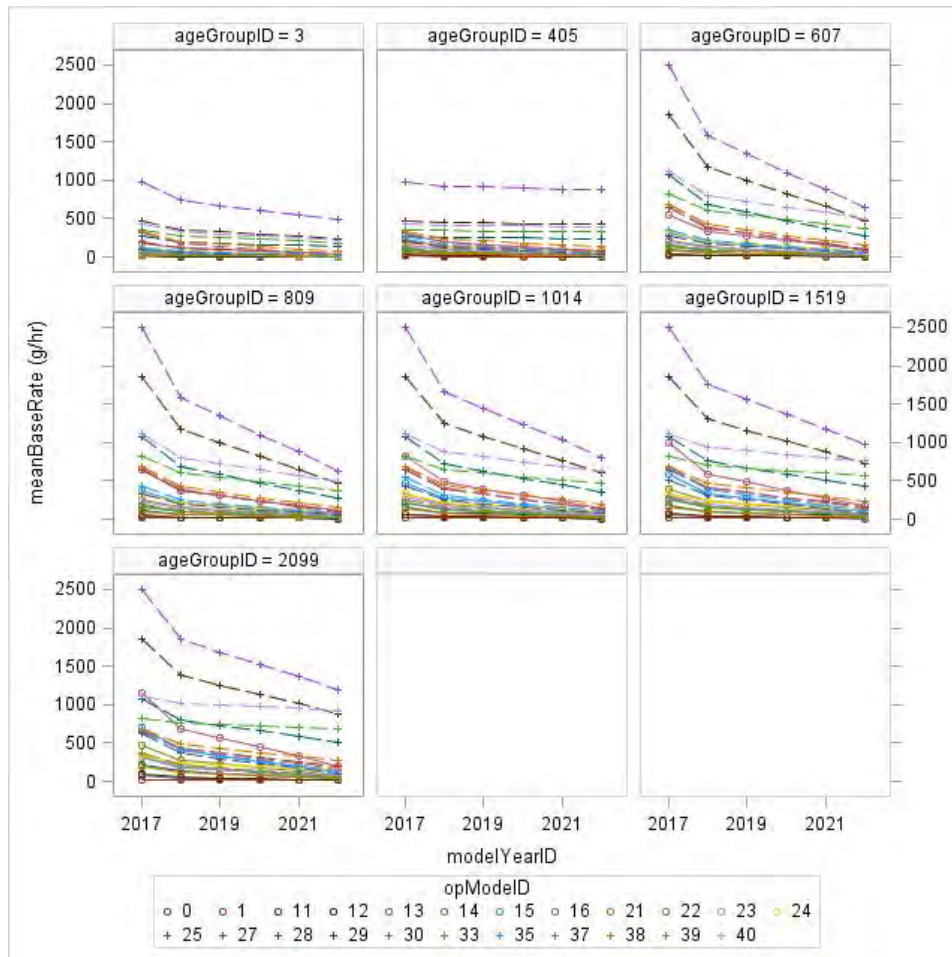 ageGroupID = 3
ageGroupID = 405
ageGroupID = 607
2500
2000
1500
1000
500
0
ageGroupID = 809
ageGroupID = 1014
ageGroupID = 1519
meanBaseRate (g/hr)
2500
2000
1500
1000
500
0
ageGroupID = 2099
2500
2000
1500
1000
500
0
2017 2019 2021
2017 2019 2021
2017 2019 2021
modelYearID
opModeID
0 1 11 12 13 14 15 16 21 22 23 24
25 27 28 29 30 33 35 37 38 39 40